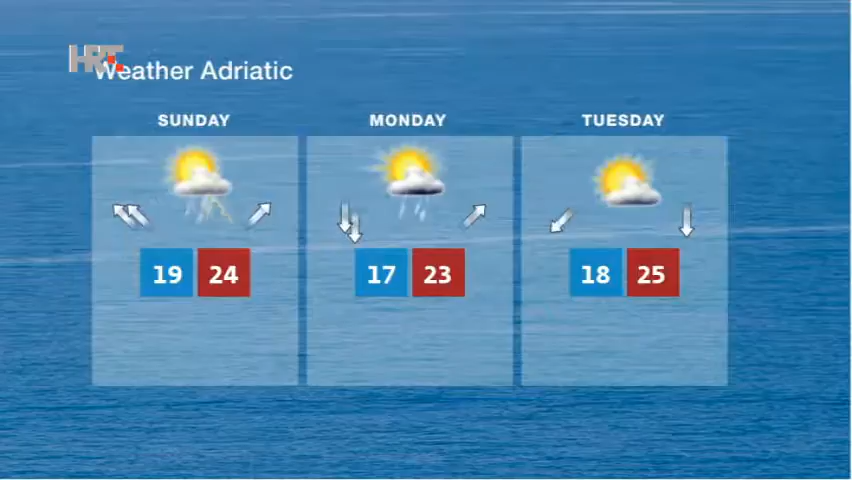 HRT
Weather Adriatic
SUNDAY MONDAY TUESDAY
19 24 17 23 18 25